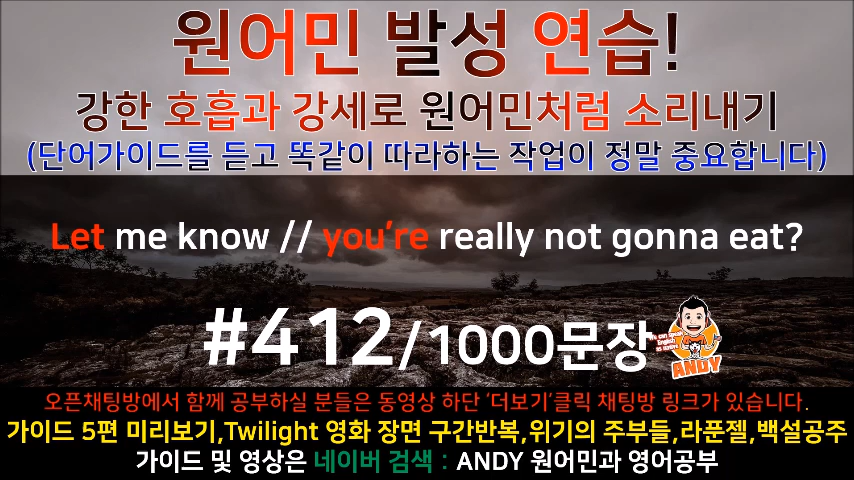 원어민 발성 연습!
강한 호흡과 강세로 원어민처럼 소리내기
(단어가이드를 듣고 똑같이 따라하는 작업이 정말 중요합니다)
Let me know // you're really not gonna eat?
#412/1000문장
We can speak
English
as native
ANDY
오픈채팅방에서 함께 공부하실 분들은 동영상 하단 '더보기'클릭 채팅방 링크가 있습니다.
가이드 5편 미리보기,Twilight 영화 장면 구간반복,위기의 주부들,라푼젤,백설공주
가이드 및 영상은 네이버 검색 : ANDY 원어민과 영어공부